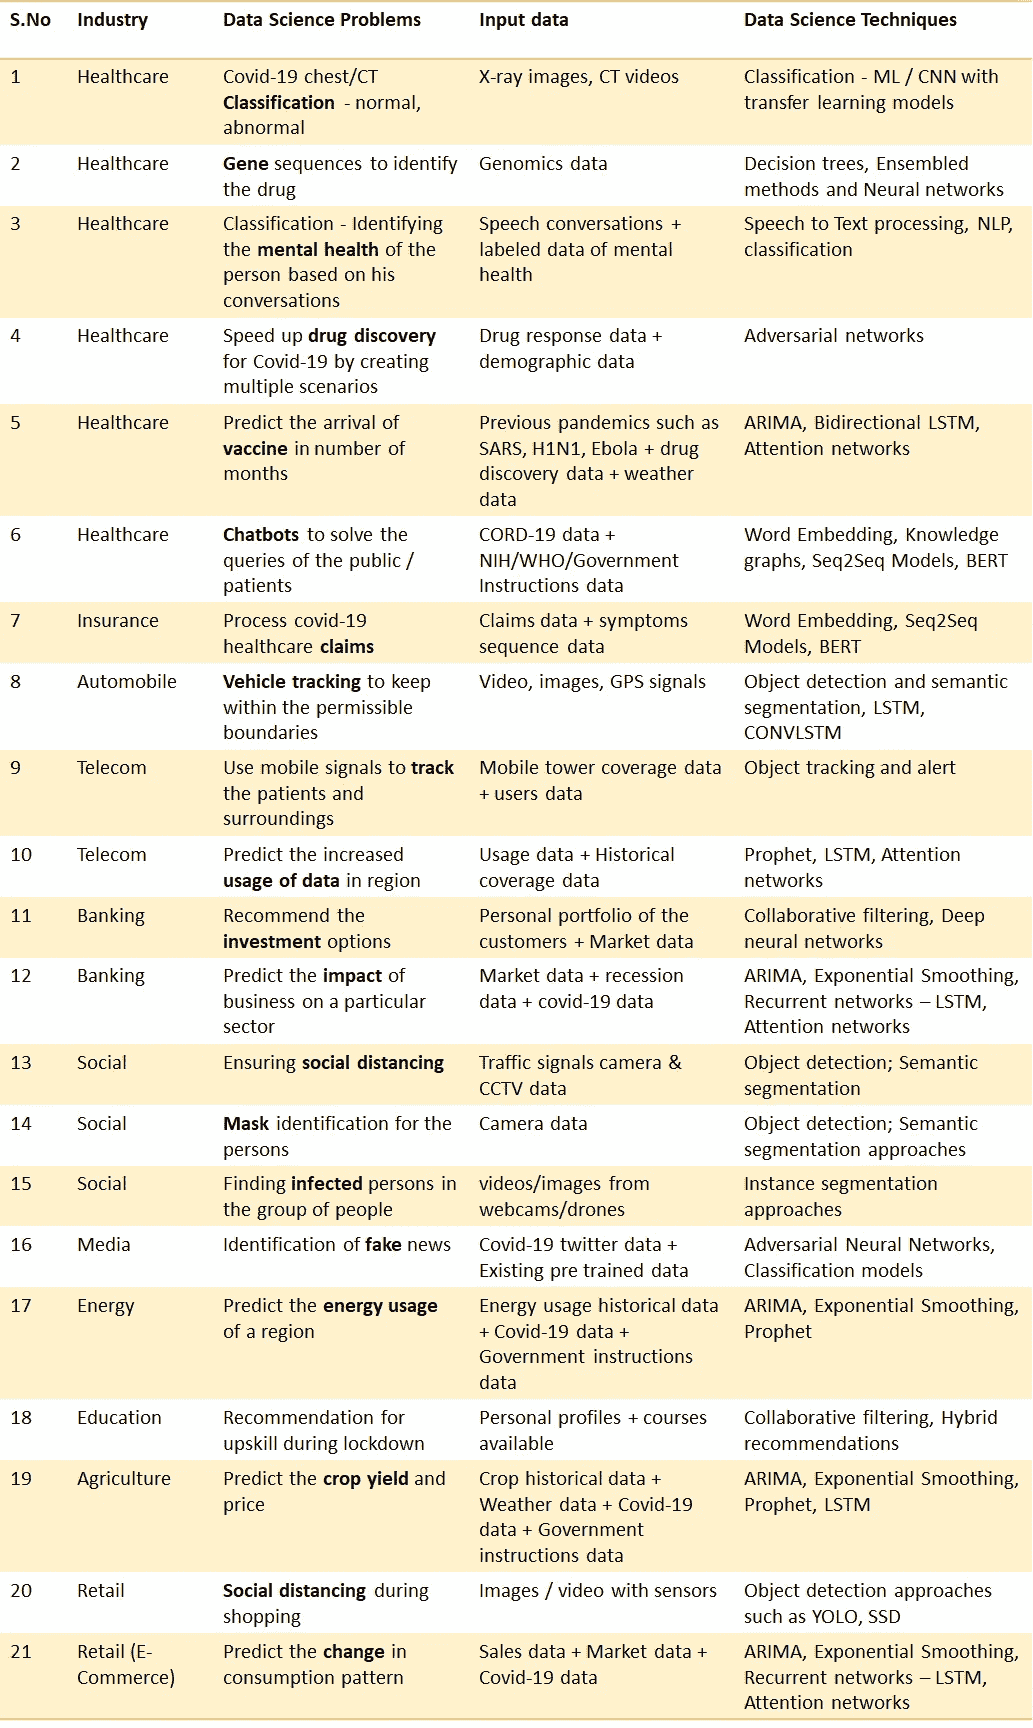 S.No Industry Data Science Problems Input data Data Science Techniques
1 Healthcare Covid-19 chest/CT X-ray images, CT videos Classification - ML / CNN with
Classification - normal, transfer learning models
abnormal
2 Healthcare Gene sequences to identify Genomics data Decision trees, Ensembled
the drug methods and Neural networks
3 Healthcare Classification - Identifying Speech conversations + Speech to Text processing, NLP,
the mental health of the labeled data of mental classification
person based on his health
conversations
4 Healthcare Speed up drug discovery Drug response data + Adversarial networks
for Covid-19 by creating demographic data
multiple scenarios
5 Healthcare Predict the arrival of Previous pandemics such as ARIMA, Bidirectional LSTM,
vaccine in number of SARS, H1N1, Ebola + drug Attention networks
months discovery data + weather
data
6 Healthcare Chatbots to solve the CORD-19 data + Word Embedding, Knowledge
queries of the public / NIH/WHO/Government graphs, Seq2Seq Models, BERT
patients Instructions data
7 Insurance Process covid-19 Claims data + symptoms Word Embedding, Seq2Seq
healthcare claims sequence data Models, BERT
8 Automobile Vehicle tracking to keep Video, images, GPS signals Object detection and semantic
within the permissible segmentation, LSTM,
boundaries CONVLSTM
9 Telecom Use mobile signals to track Mobile tower coverage data Object tracking and alert
the patients and + users data
surroundings
10 Telecom Predict the increased Usage data + Historical Prophet, LSTM, Attention
usage of data in region coverage data networks
11 Banking Recommend the Personal portfolio of the Collaborative filtering, Deep
investment options customers + Market data neural networks
12 Banking Predict the impact of Market data + recession ARIMA, Exponential Smoothing,
business on a particular data + covid-19 data Recurrent networks – LSTM,
sector Attention networks
13 Social Ensuring social distancing Traffic signals camera & Object detection; Semantic
CCTV data segmentation
14 Social Mask identification for the Camera data Object detection; Semantic
persons segmentation approaches
15 Social Finding infected persons in videos/images from Instance segmentation
the group of people webcams/drones approaches
16 Media Identification of fake news Covid-19 twitter data + Adversarial Neural Networks,
Existing pre trained data Classification models
17 Energy Predict the energy usage Energy usage historical data ARIMA, Exponential Smoothing,
of a region + Covid-19 data + Prophet
Government instructions
data
18 Education Recommendation for Personal profiles + courses Collaborative filtering, Hybrid
upskill during lockdown available recommendations
19 Agriculture Predict the crop yield and Crop historical data + ARIMA, Exponential Smoothing,
price Weather data + Covid-19 Prophet, LSTM
data + Government
instructions data
20 Retail Social distancing during Images / video with sensors Object detection approaches
shopping such as YOLO, SSD
21 Retail (E- Predict the change in Sales data + Market data + ARIMA, Exponential Smoothing,
Commerce) consumption pattern Covid-19 data Recurrent networks – LSTM,
Attention networks